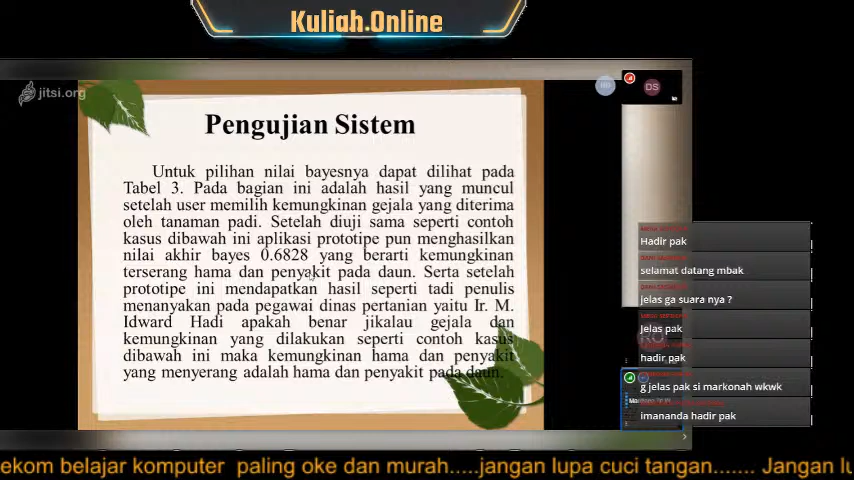 Kuliah.Online
jitsi.org
DS
Pengujian Sistem
Untuk pilihan nilai bayesnya dapat dilihat pada
Tabel 3. Pada bagian ini adalah hasil yang muncul
setelah user memilih kemungkinan gejala yang diterima
oleh tanaman padi. Setelah diuji sama seperti contoh
kasus dibawah ini aplikasi prototipe pun menghasilkan
nilai akhir bayes 0.6828 yang berarti kemungkinan
terserang hama dan penyakit pada daun. Serta setelah
prototipe ini mendapatkan hasil seperti tadi penulis
menanyakan pada pegawai dinas pertanian yaitu Ir. M.
Idward Hadi apakah benar jikalau gejala dan
kemungkinan yang dilakukan seperti contoh kasus
dibawah ini maka kemungkinan hama dan penyakit
yang menyerang adalah hama dan penyakit pada daun.
Hadir pak
selamat datang mbak
jelas ga suara nya ?
Jelas pak
hadir pak
g jelas pak si markonah wkwk
imananda hadir pak
ekom belajar komputer paling oke dan murah.....jangan lupa cuci tangan....... Jangan lu